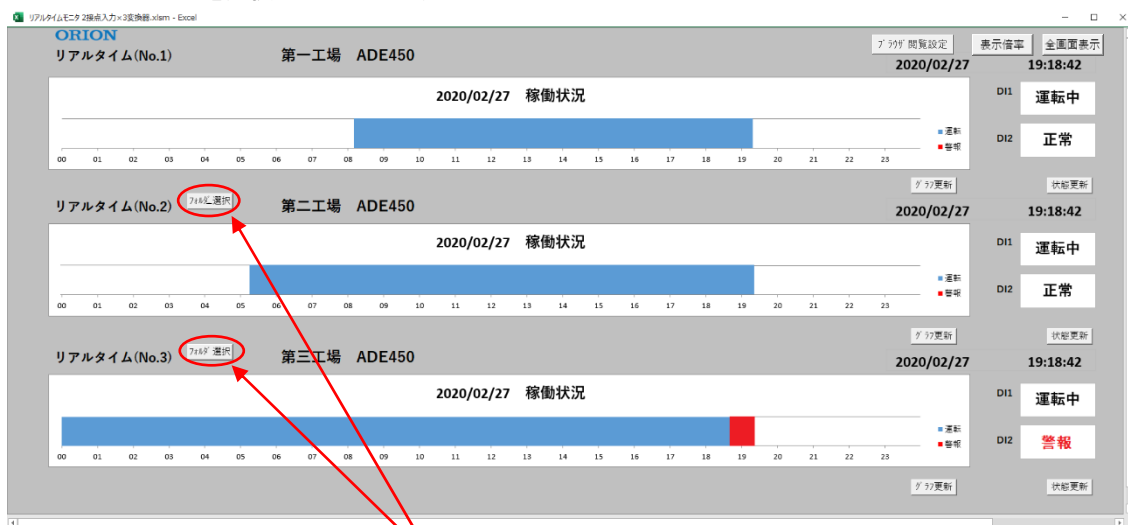 リアルタイムモニタ 2接点入力×3変換器.xlsm - Excel
ORION
リアルタイム(No.1) 第一工場 ADE450 ﾌﾞﾗｳｻﾞ閲覧設定 表示倍率 全画面表示
2020/02/27 19:18:42
2020/02/27 稼働状況 DI1 運転中
運転
警報 DI2 正常
00 01 02 03 04 05 06 07 08 09 10 11 12 13 14 15 16 17 18 19 20 21 22 23
ｸﾞﾗﾌ更新 状態更新
リアルタイム(No.2) ﾌｫﾙﾀﾞ選択 第二工場 ADE450 2020/02/27 19:18:42
2020/02/27 稼働状況 DI1 運転中
運転
警報 DI2 正常
00 01 02 03 04 05 06 07 08 09 10 11 12 13 14 15 16 17 18 19 20 21 22 23
ｸﾞﾗﾌ更新 状態更新
リアルタイム(No.3) ﾌｫﾙﾀﾞ選択 第三工場 ADE450 2020/02/27 19:18:42
2020/02/27 稼働状況 DI1 運転中
運転
警報 DI2 警報
00 01 02 03 04 05 06 07 08 09 10 11 12 13 14 15 16 17 18 19 20 21 22 23
ｸﾞﾗﾌ更新 状態更新